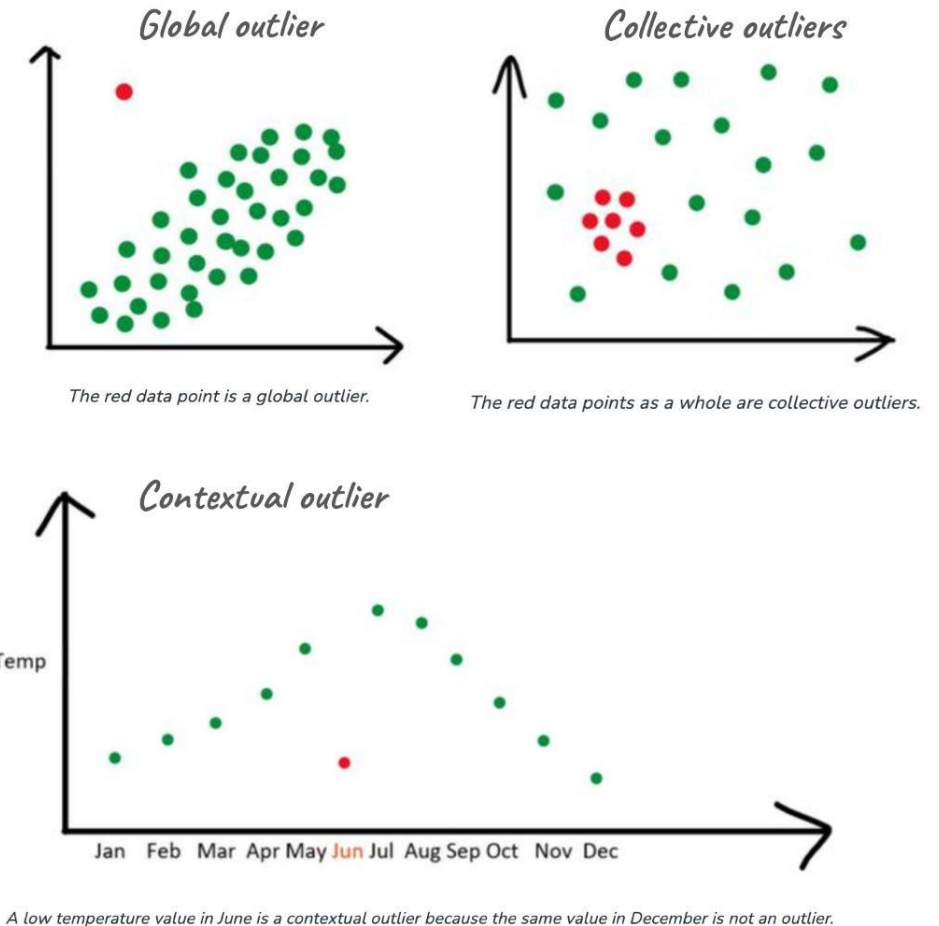 Global outlier
Collective outliers
The red data point is a global outlier.
The red data points as a whole are collective outliers.
Contextual outlier
Temp
Jan Feb Mar Apr May Jun Jul Aug Sep Oct Nov Dec
A low temperature value in June is a contextual outlier because the same value in December is not an outlier.